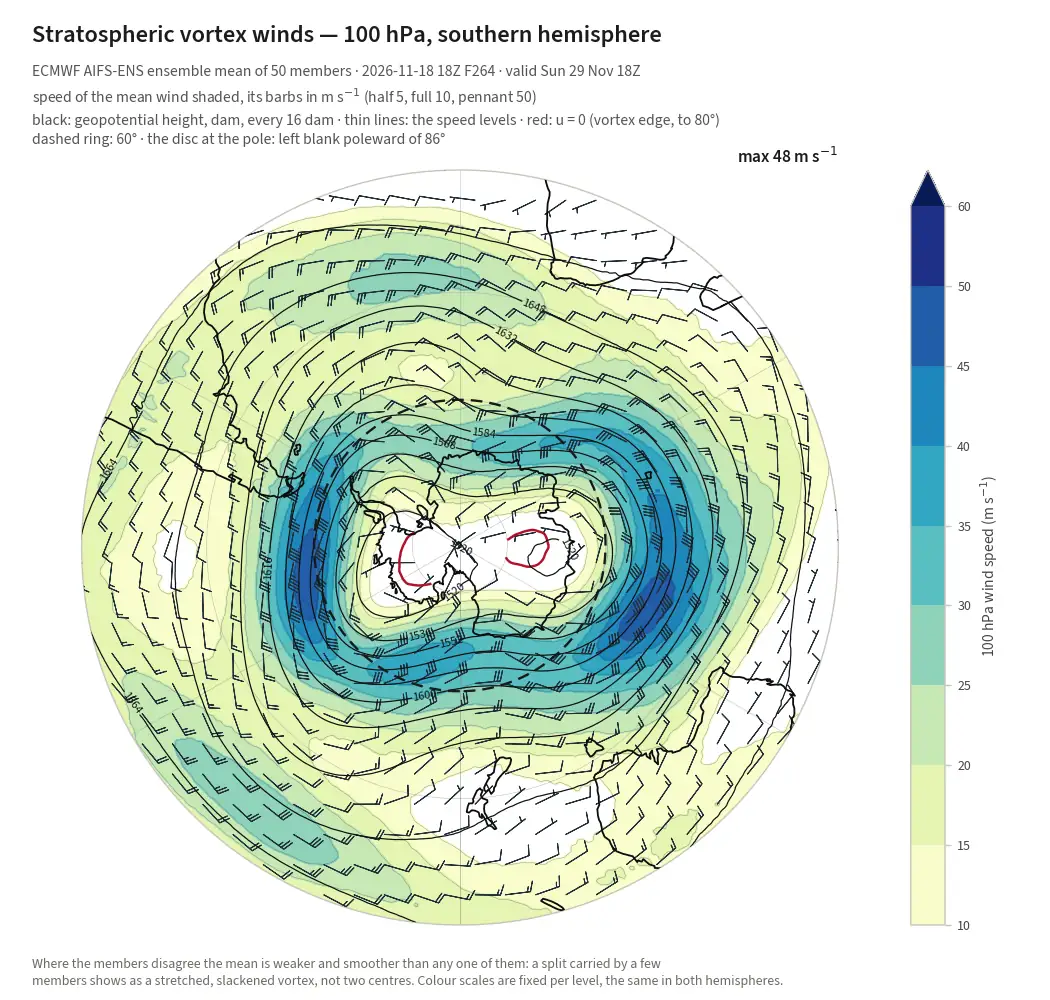 Stratospheric vortex winds — 100 hPa, southern hemisphere
ECMWF AIFS-ENS ensemble mean of 50 members · 2026-11-18 18Z F264 · valid Sun 29 Nov 18Z
speed of the mean wind shaded, its barbs in m s⁻¹ (half 5, full 10, pennant 50)
black: geopotential height, dam, every 16 dam · thin lines: the speed levels · red: u = 0 (vortex edge, to 80°)
dashed ring: 60° · the disc at the pole: left blank poleward of 86°
max 48 m s⁻¹
60
50
45
40
35
30
25
20
15
10
100 hPa wind speed (m s⁻¹)
1648
1632
1584
1568
1664
1616
1520
1520
1536
1552
1600
1664
Where the members disagree the mean is weaker and smoother than any one of them: a split carried by a few
members shows as a stretched, slackened vortex, not two centres. Colour scales are fixed per level, the same in both hemispheres.